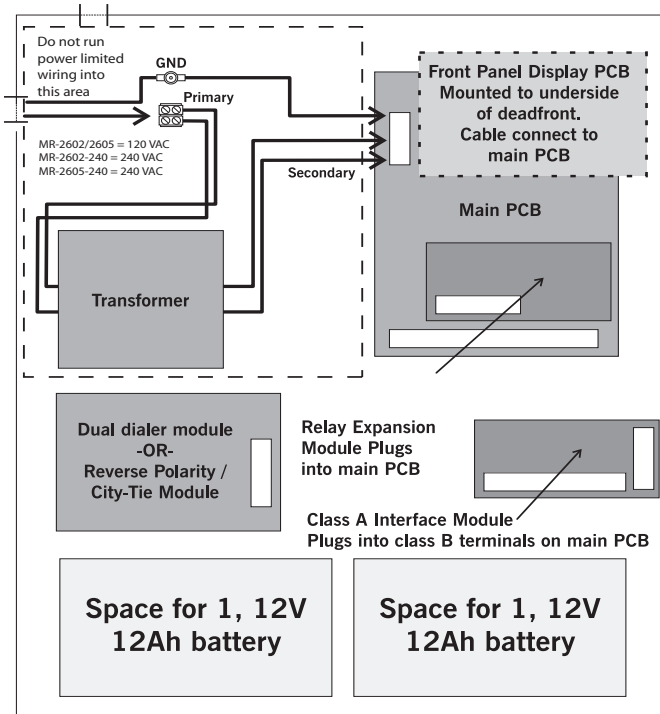 Do not run
power limited
wiring into
this area
GND
Primary
MR-2602/2605 = 120 VAC
MR-2602-240 = 240 VAC
MR-2605-240 = 240 VAC
Secondary
Transformer
Front Panel Display PCB
Mounted to underside
of deadfront.
Cable connect to
main PCB
Main PCB
Dual dialer module
-OR-
Reverse Polarity /
City-Tie Module
Relay Expansion
Module Plugs
into main PCB
Class A Interface Module
Plugs into class B terminals on main PCB
Space for 1, 12V
12Ah battery
Space for 1, 12V
12Ah battery